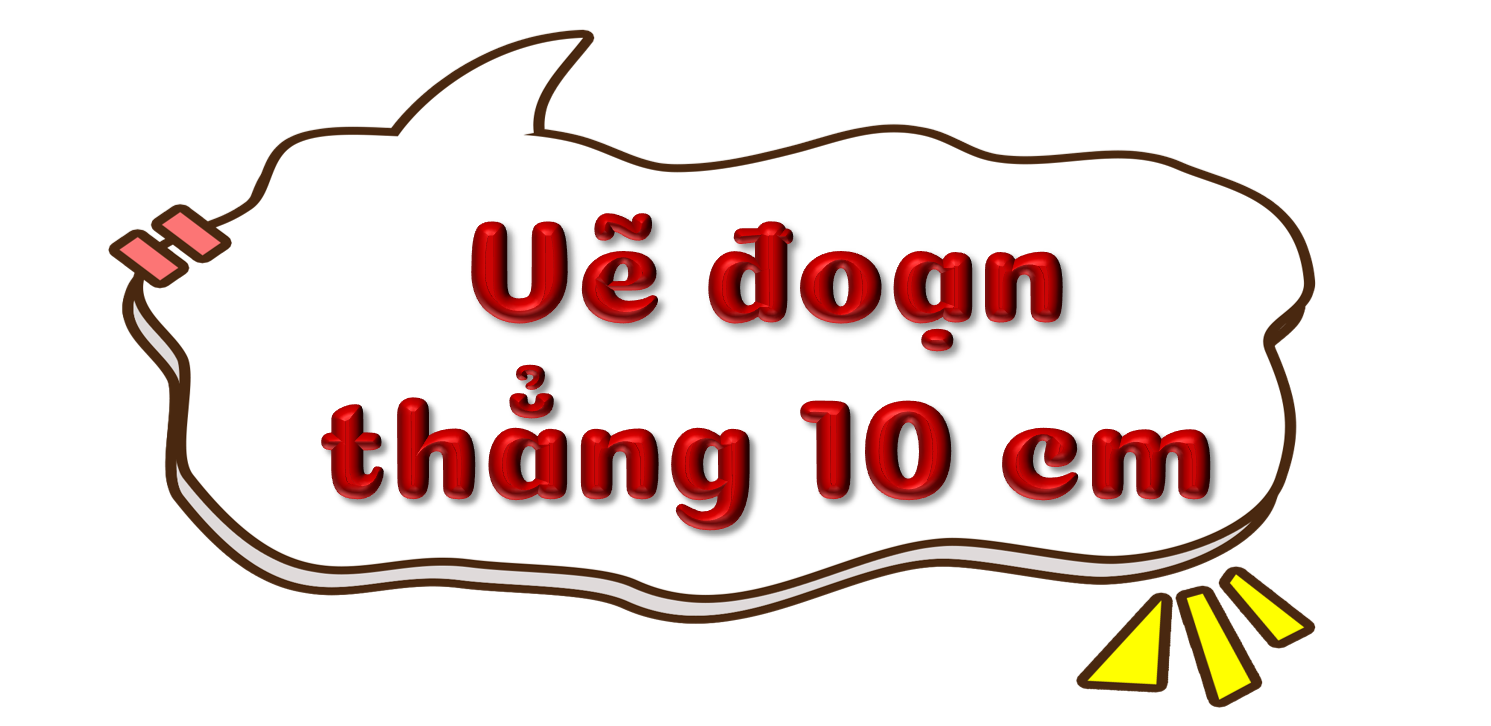 Vẽ đoạn
thẳng 10 cm